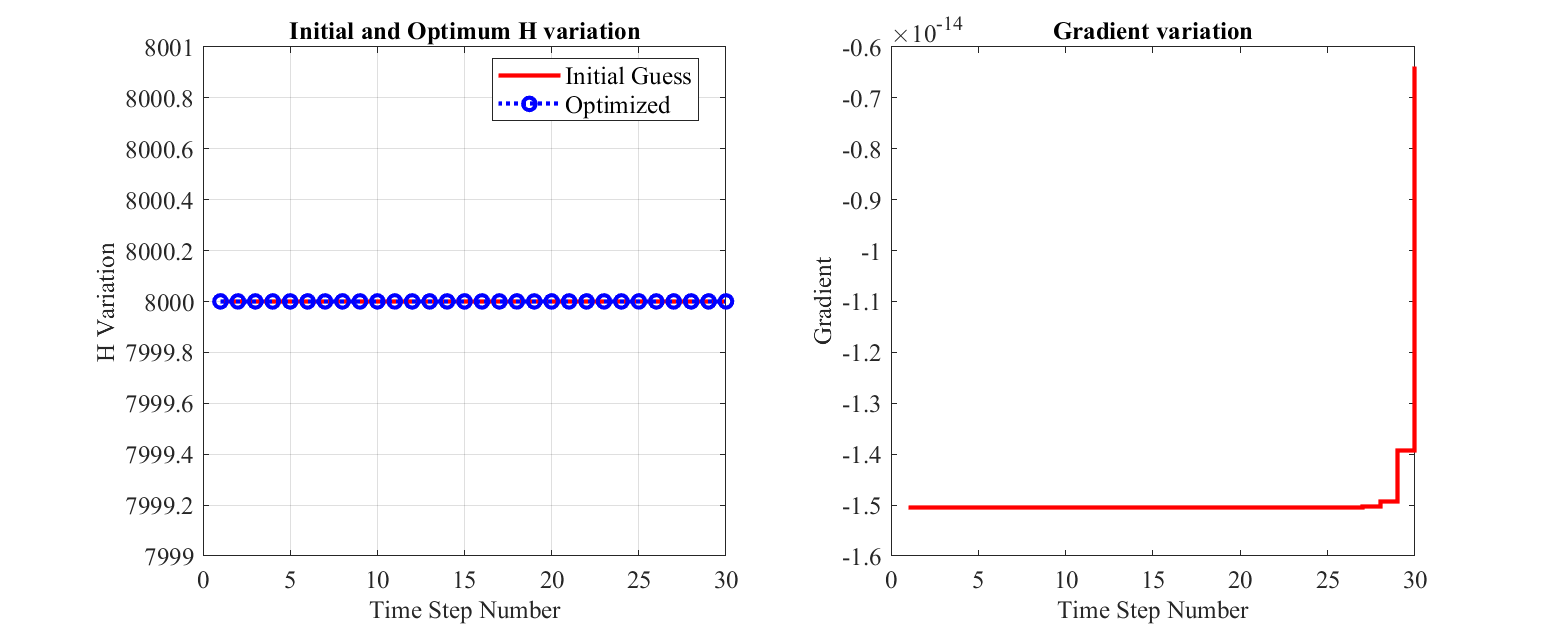 Initial and Optimum H variation
8001
8000.8
8000.6
8000.4
8000.2
8000
7999.8
7999.6
7999.4
7999.2
7999
H Variation
Initial Guess
Optimized
0 5 10 15 20 25 30
Time Step Number
×10-14
Gradient variation
-0.6
-0.7
-0.8
-0.9
-1
-1.1
-1.2
-1.3
-1.4
-1.5
-1.6
Gradient
0 5 10 15 20 25 30
Time Step Number